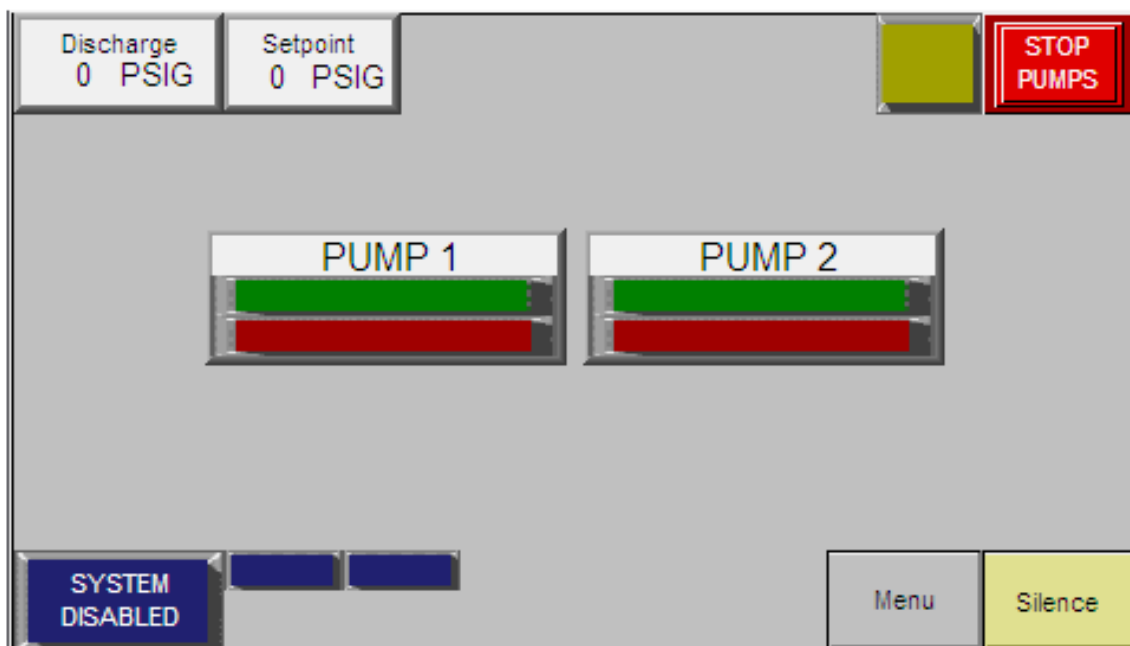 Discharge
0 PSIG
Setpoint
0 PSIG
STOP
PUMPS
PUMP 1
PUMP 2
SYSTEM
DISABLED
Menu
Silence